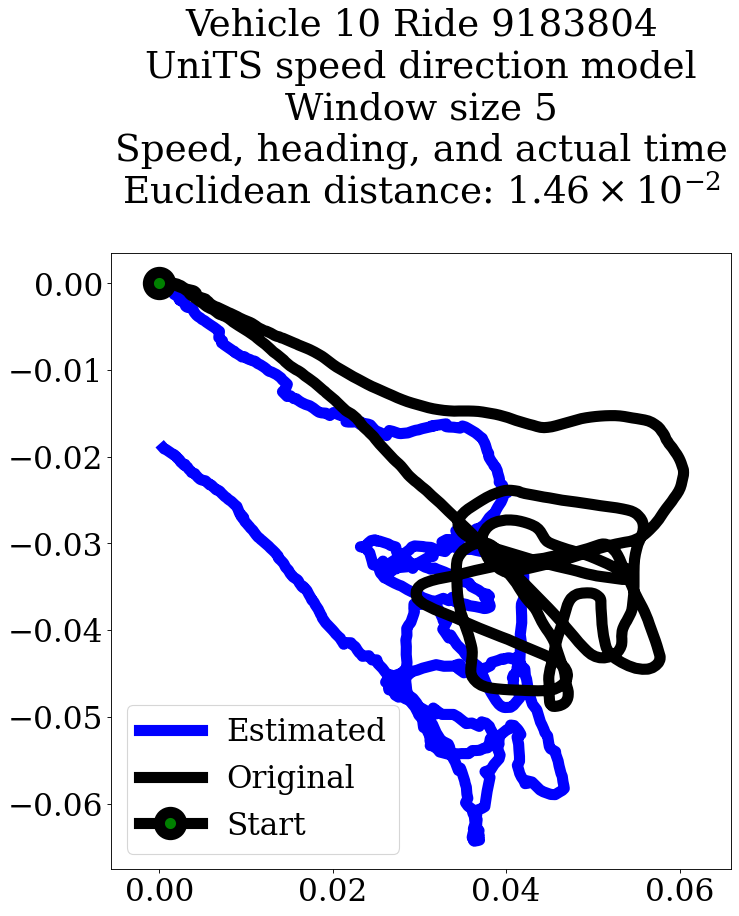 Vehicle 10 Ride 9183804
UniTS speed direction model
Window size 5
Speed, heading, and actual time
Euclidean distance: 1.46 × 10⁻²
0.00
−0.01
−0.02
−0.03
−0.04
−0.05
−0.06
Estimated
Original
Start
0.00 0.02 0.04 0.06